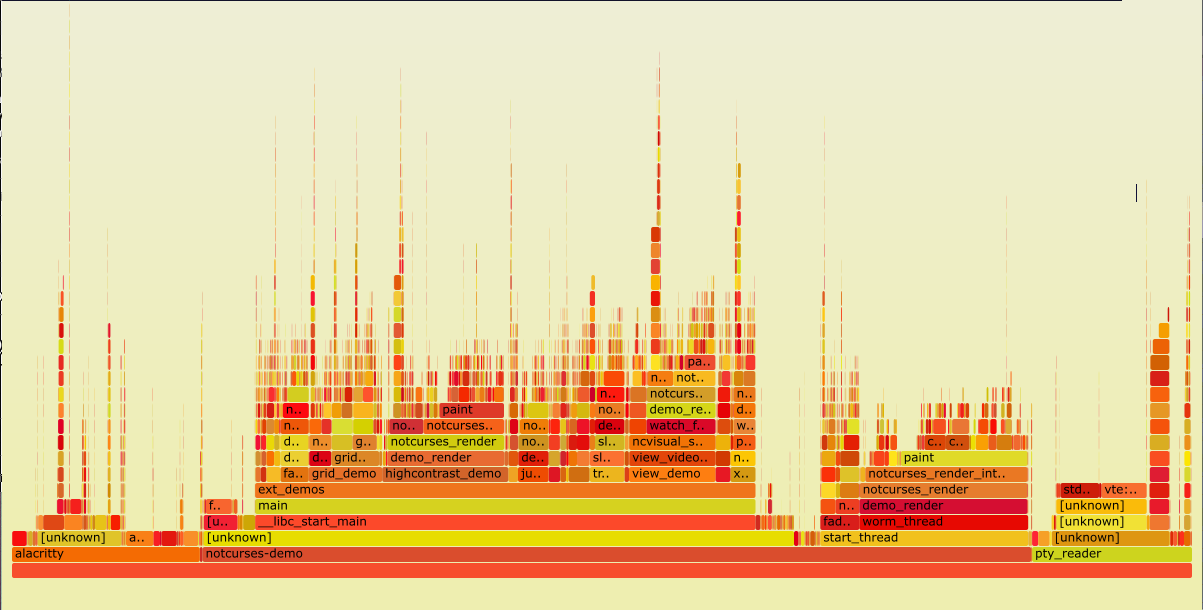 pa..
n.. not..
n.. notcurs.. n..
n.. paint no.. demo_re.. d..
n.. no.. notcurses.. no.. de.. watch_f.. w..
d.. n.. g.. notcurses_render no.. sl.. ncvisual_s.. p.. c.. c..
d.. d.. grid.. demo_render de.. sl.. view_video.. n.. paint
fa.. grid_demo highcontrast_demo ju.. tr.. view_demo x.. notcurses_render_int..
ext_demos notcurses_render std.. vte:..
f.. main n.. demo_render [unknown]
[u.. __libc_start_main fad.. worm_thread [unknown]
[unknown] a.. [unknown] start_thread [unknown]
alacritty notcurses-demo pty_reader